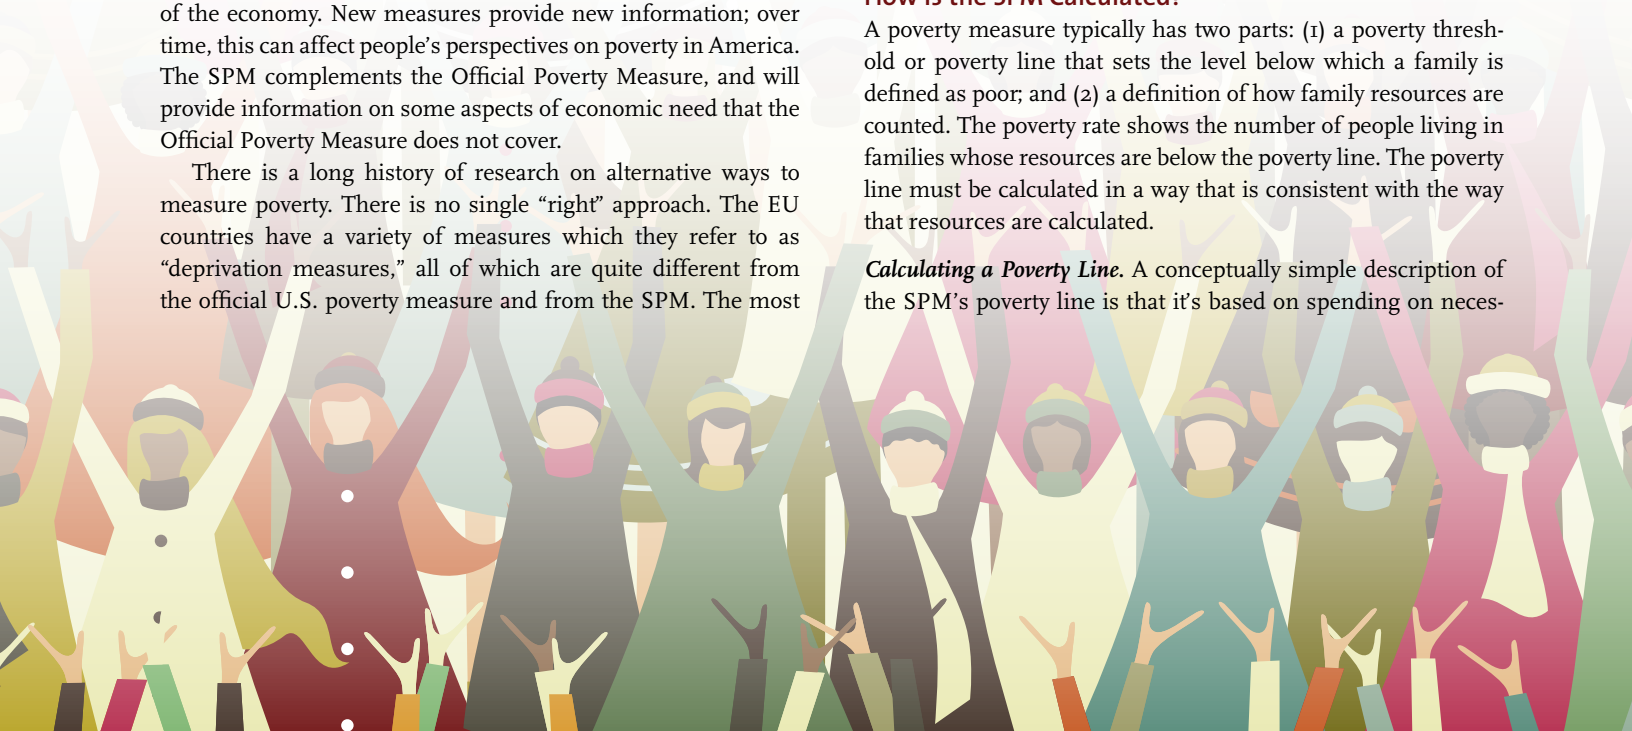 of the economy. New measures provide new information; over
time, this can affect people’s perspectives on poverty in America.
The SPM complements the Official Poverty Measure, and will
provide information on some aspects of economic need that the
Official Poverty Measure does not cover.
There is a long history of research on alternative ways to
measure poverty. There is no single “right” approach. The EU
countries have a variety of measures which they refer to as
“deprivation measures,” all of which are quite different from
the official U.S. poverty measure and from the SPM. The most
How is the SPM Calculated?
A poverty measure typically has two parts: (1) a poverty thresh-
old or poverty line that sets the level below which a family is
defined as poor; and (2) a definition of how family resources are
counted. The poverty rate shows the number of people living in
families whose resources are below the poverty line. The poverty
line must be calculated in a way that is consistent with the way
that resources are calculated.
Calculating a Poverty Line. A conceptually simple description of
the SPM’s poverty line is that it’s based on spending on neces-